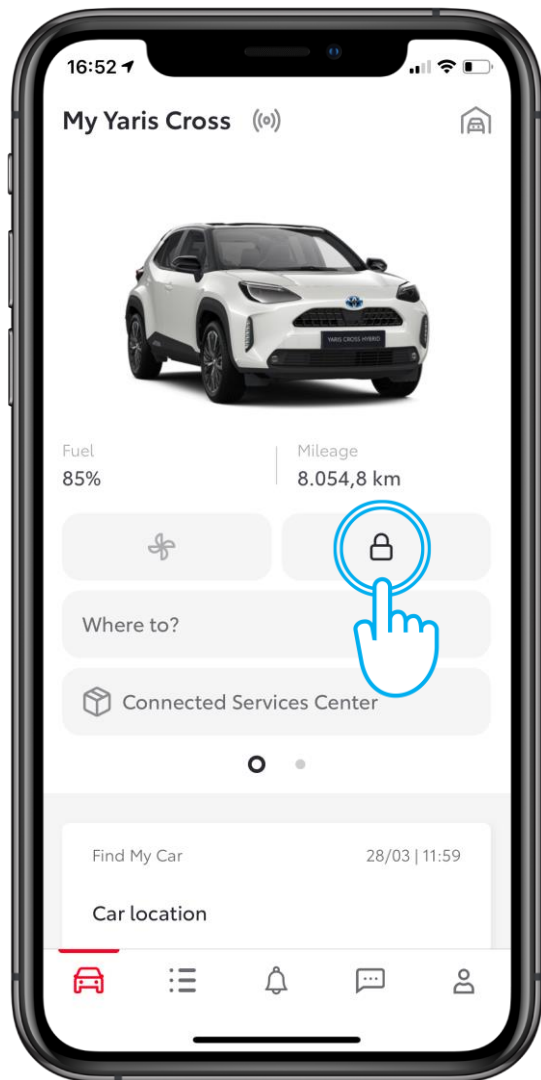 16:52
My Yaris Cross
YARIS CROSS HYBRID
Fuel
Mileage
85%
8.054,8 km
Where to?
Connected Services Center
Find My Car
28/03 | 11:59
Car location